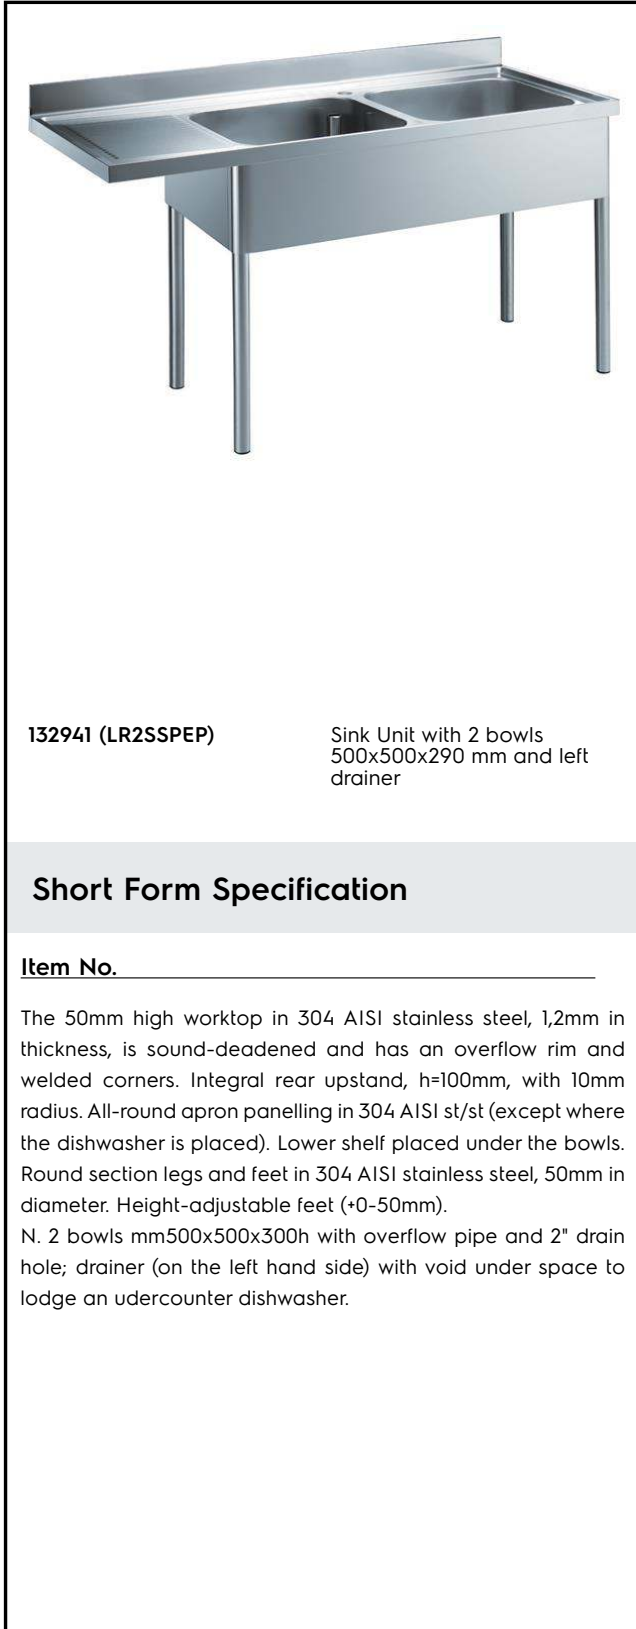 132941 (LR2SSPEP)
Sink Unit with 2 bowls
500x500x290 mm and left
drainer
Short Form Specification
Item No.
The 50mm high worktop in 304 AISI stainless steel, 1,2mm in
thickness, is sound-deadened and has an overflow rim and
welded corners. Integral rear upstand, h=100mm, with 10mm
radius. All-round apron panelling in 304 AISI st/st (except where
the dishwasher is placed). Lower shelf placed under the bowls.
Round section legs and feet in 304 AISI stainless steel, 50mm in
diameter. Height-adjustable feet (+0-50mm).
N. 2 bowls mm500x500x300h with overflow pipe and 2" drain
hole; drainer (on the left hand side) with void under space to
lodge an udercounter dishwasher.